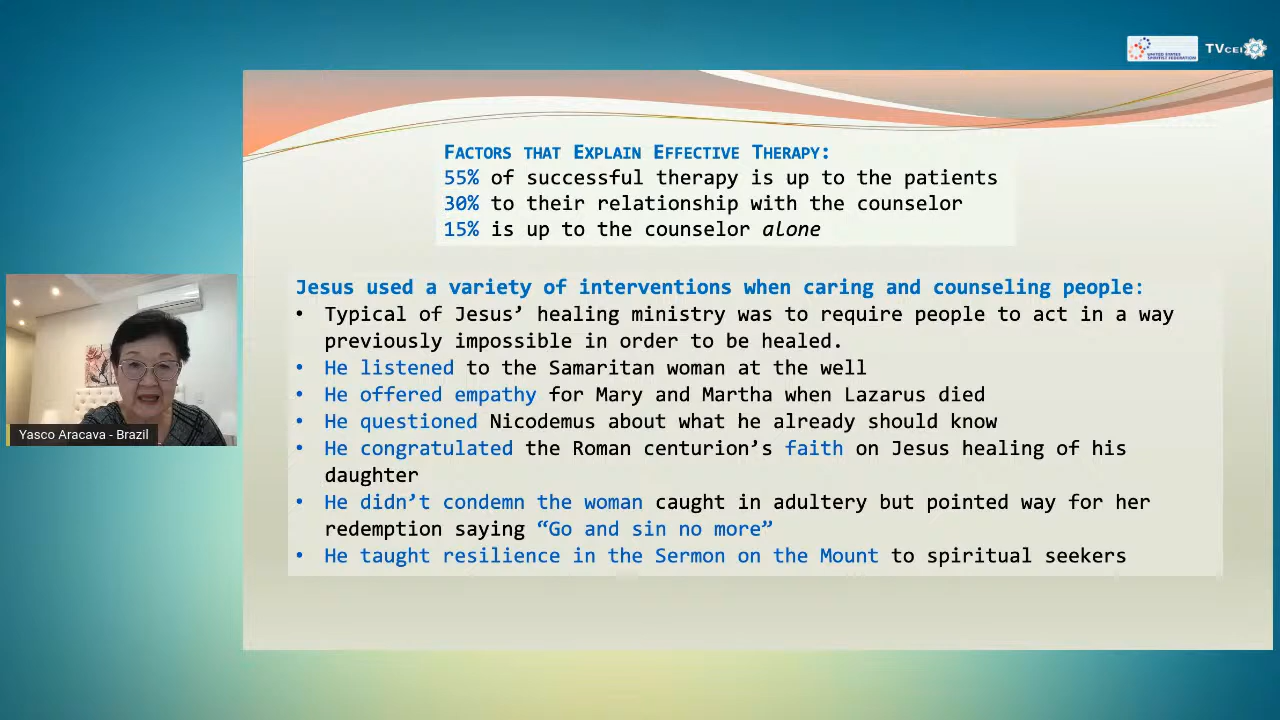 UNITED STATES
SPIRITIST FEDERATION
TVCEI
FACTORS THAT EXPLAIN EFFECTIVE THERAPY:
55% of successful therapy is up to the patients
30% to their relationship with the counselor
15% is up to the counselor alone
Jesus used a variety of interventions when caring and counseling people:
• Typical of Jesus’ healing ministry was to require people to act in a way
previously impossible in order to be healed.
• He listened to the Samaritan woman at the well
• He offered empathy for Mary and Martha when Lazarus died
• He questioned Nicodemus about what he already should know
• He congratulated the Roman centurion’s faith on Jesus healing of his
daughter
• He didn’t condemn the woman caught in adultery but pointed way for her
redemption saying “Go and sin no more”
• He taught resilience in the Sermon on the Mount to spiritual seekers
Yasco Aracava - Brazil